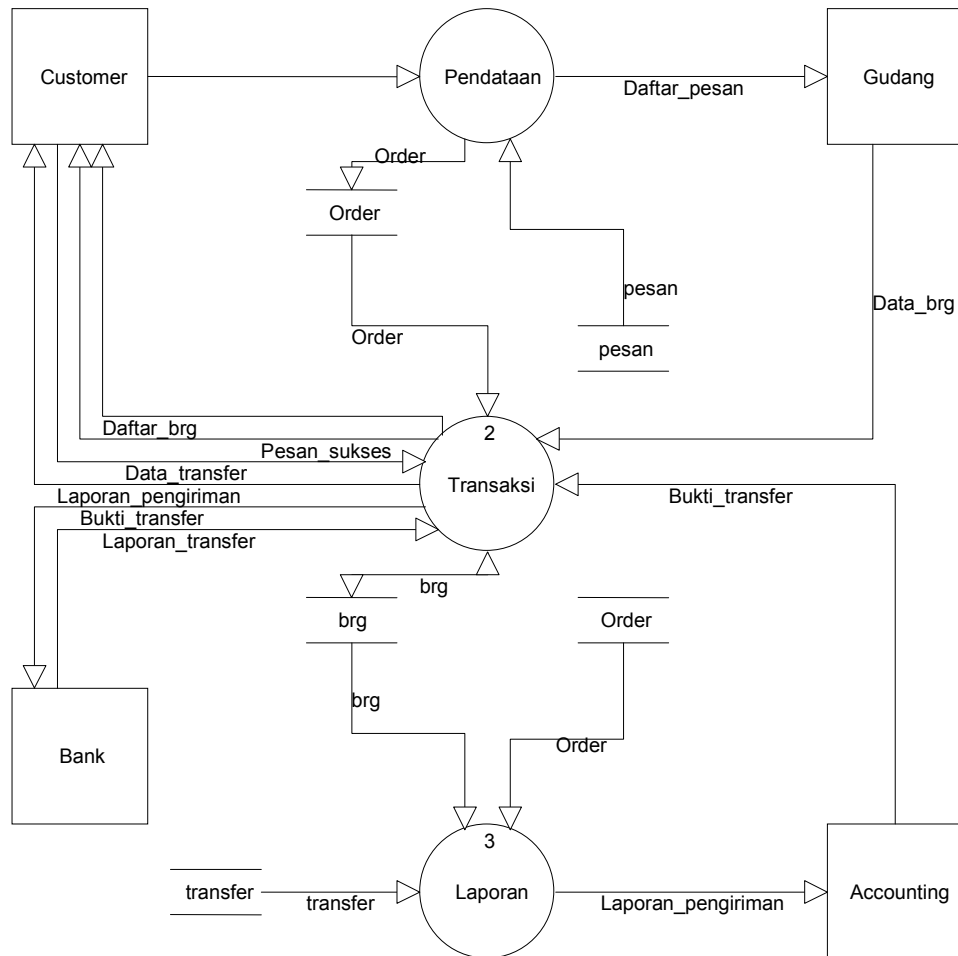 Customer
Pendataan
Gudang
Daftar_pesan
Order
Order
pesan
Data_brg
Order
pesan
Daftar_brg
2
Pesan_sukses
Data_transfer
Transaksi
Bukti_transfer
Laporan_pengiriman
Bukti_transfer
Laporan_transfer
brg
brg
Order
brg
Order
Bank
3
transfer
transfer
Laporan
Laporan_pengiriman
Accounting